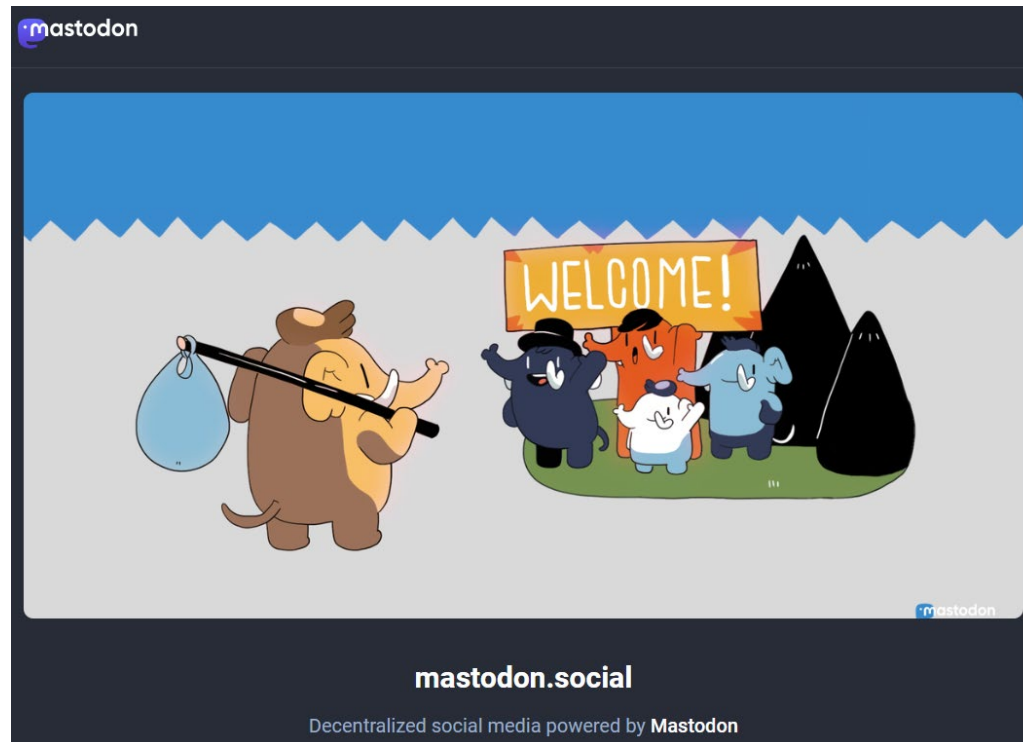 mastodon
WELCOME!
mastodon
mastodon.social
Decentralized social media powered by Mastodon